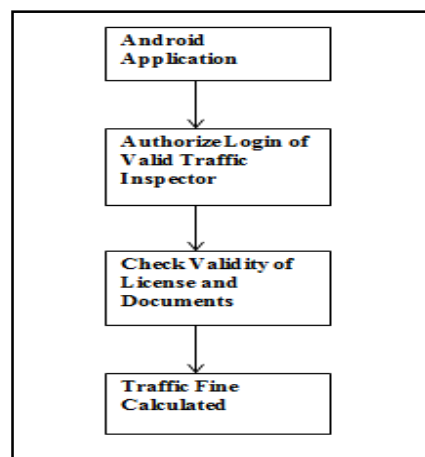 Android
Application
Authorize Login of
Valid Traffic
Inspector
Check Validity of
License and
Documents
Traffic Fine
Calculated